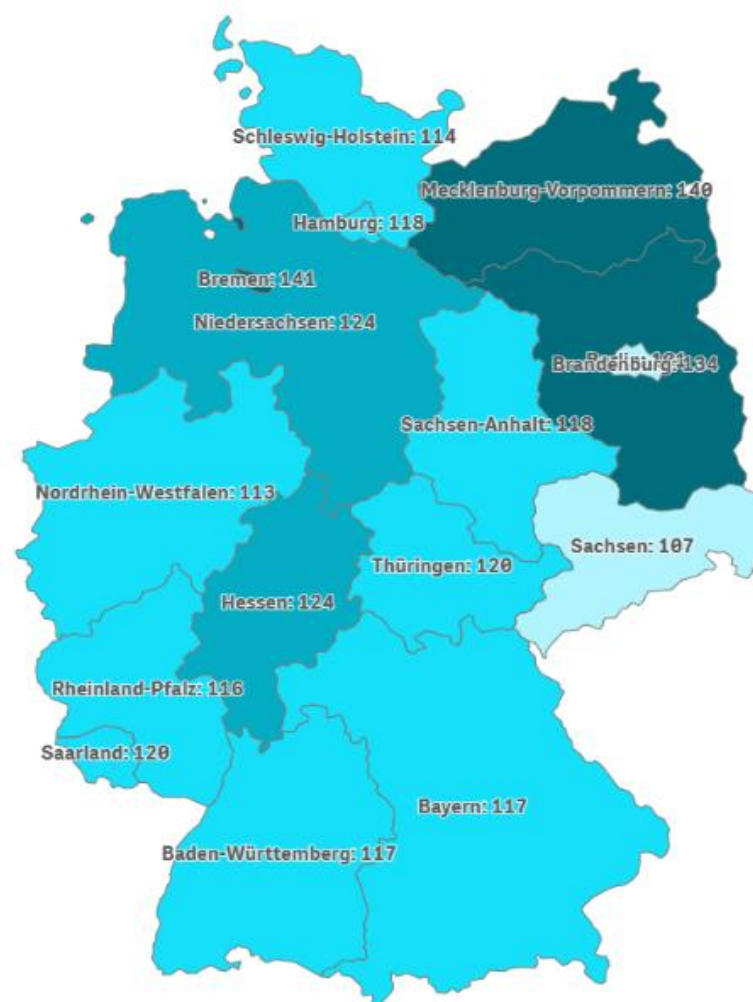 Schleswig-Holstein: 114
Mecklenburg-Vorpommern: 140
Hamburg: 118
Bremen: 141
Niedersachsen: 124
Brandenburg: 134
Sachsen-Anhalt: 118
Nordrhein-Westfalen: 113
Sachsen: 107
Thüringen: 120
Hessen: 124
Rheinland-Pfalz: 116
Saarland: 120
Bayern: 117
Baden-Württemberg: 117